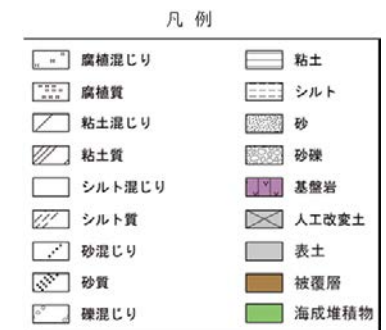 凡 例
腐植混じり
腐植質
粘土混じり
粘土質
シルト混じり
シルト質
砂混じり
砂質
礫混じり
粘土
シルト
砂
砂礫
基盤岩
人工改変土
表土
被覆層
海成堆積物